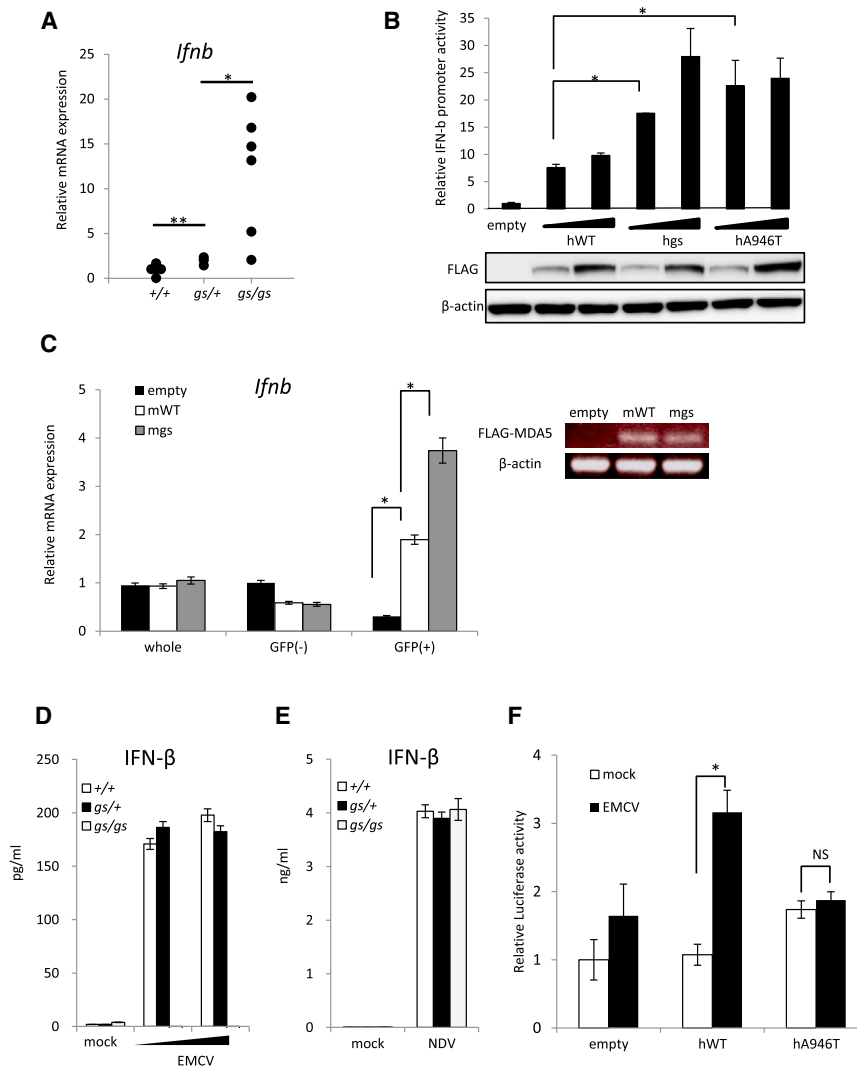 A
Ifnb
Relative mRNA expression
25
20
15
10
5
0
*
**
+/+ gs/+ gs/gs
B
Relative IFN-b promoter activity
35
30
25
20
15
10
5
0
*
*
empty
hWT hgs hA946T
FLAG
β-actin
C
Ifnb
Relative mRNA expression
5
4
3
2
1
0
empty
mWT
mgs
*
*
whole GFP(-) GFP(+)
empty mWT mgs
FLAG-MDA5
β-actin
D
IFN-β
pg/ml
250
200
150
100
50
0
+/+
gs/+
gs/gs
mock
EMCV
E
IFN-β
ng/ml
5
4
3
2
1
0
+/+
gs/+
gs/gs
mock NDV
F
Relative Luciferase activity
4
3
2
1
0
mock
EMCV
*
NS
empty hWT hA946T